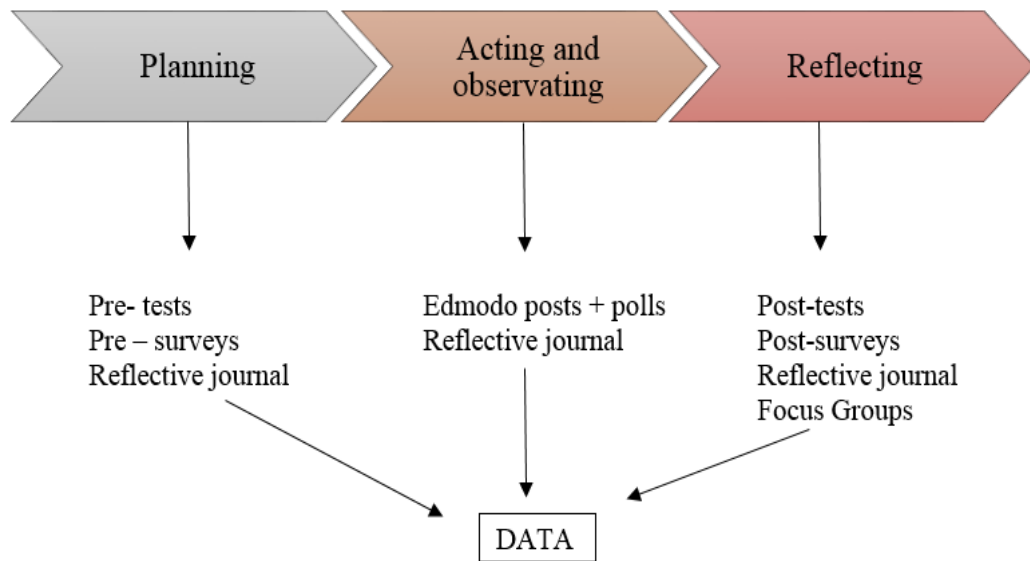 Planning
Acting and
observating
Reflecting
Pre- tests
Pre – surveys
Reflective journal
Edmodo posts + polls
Reflective journal
Post-tests
Post-surveys
Reflective journal
Focus Groups
DATA